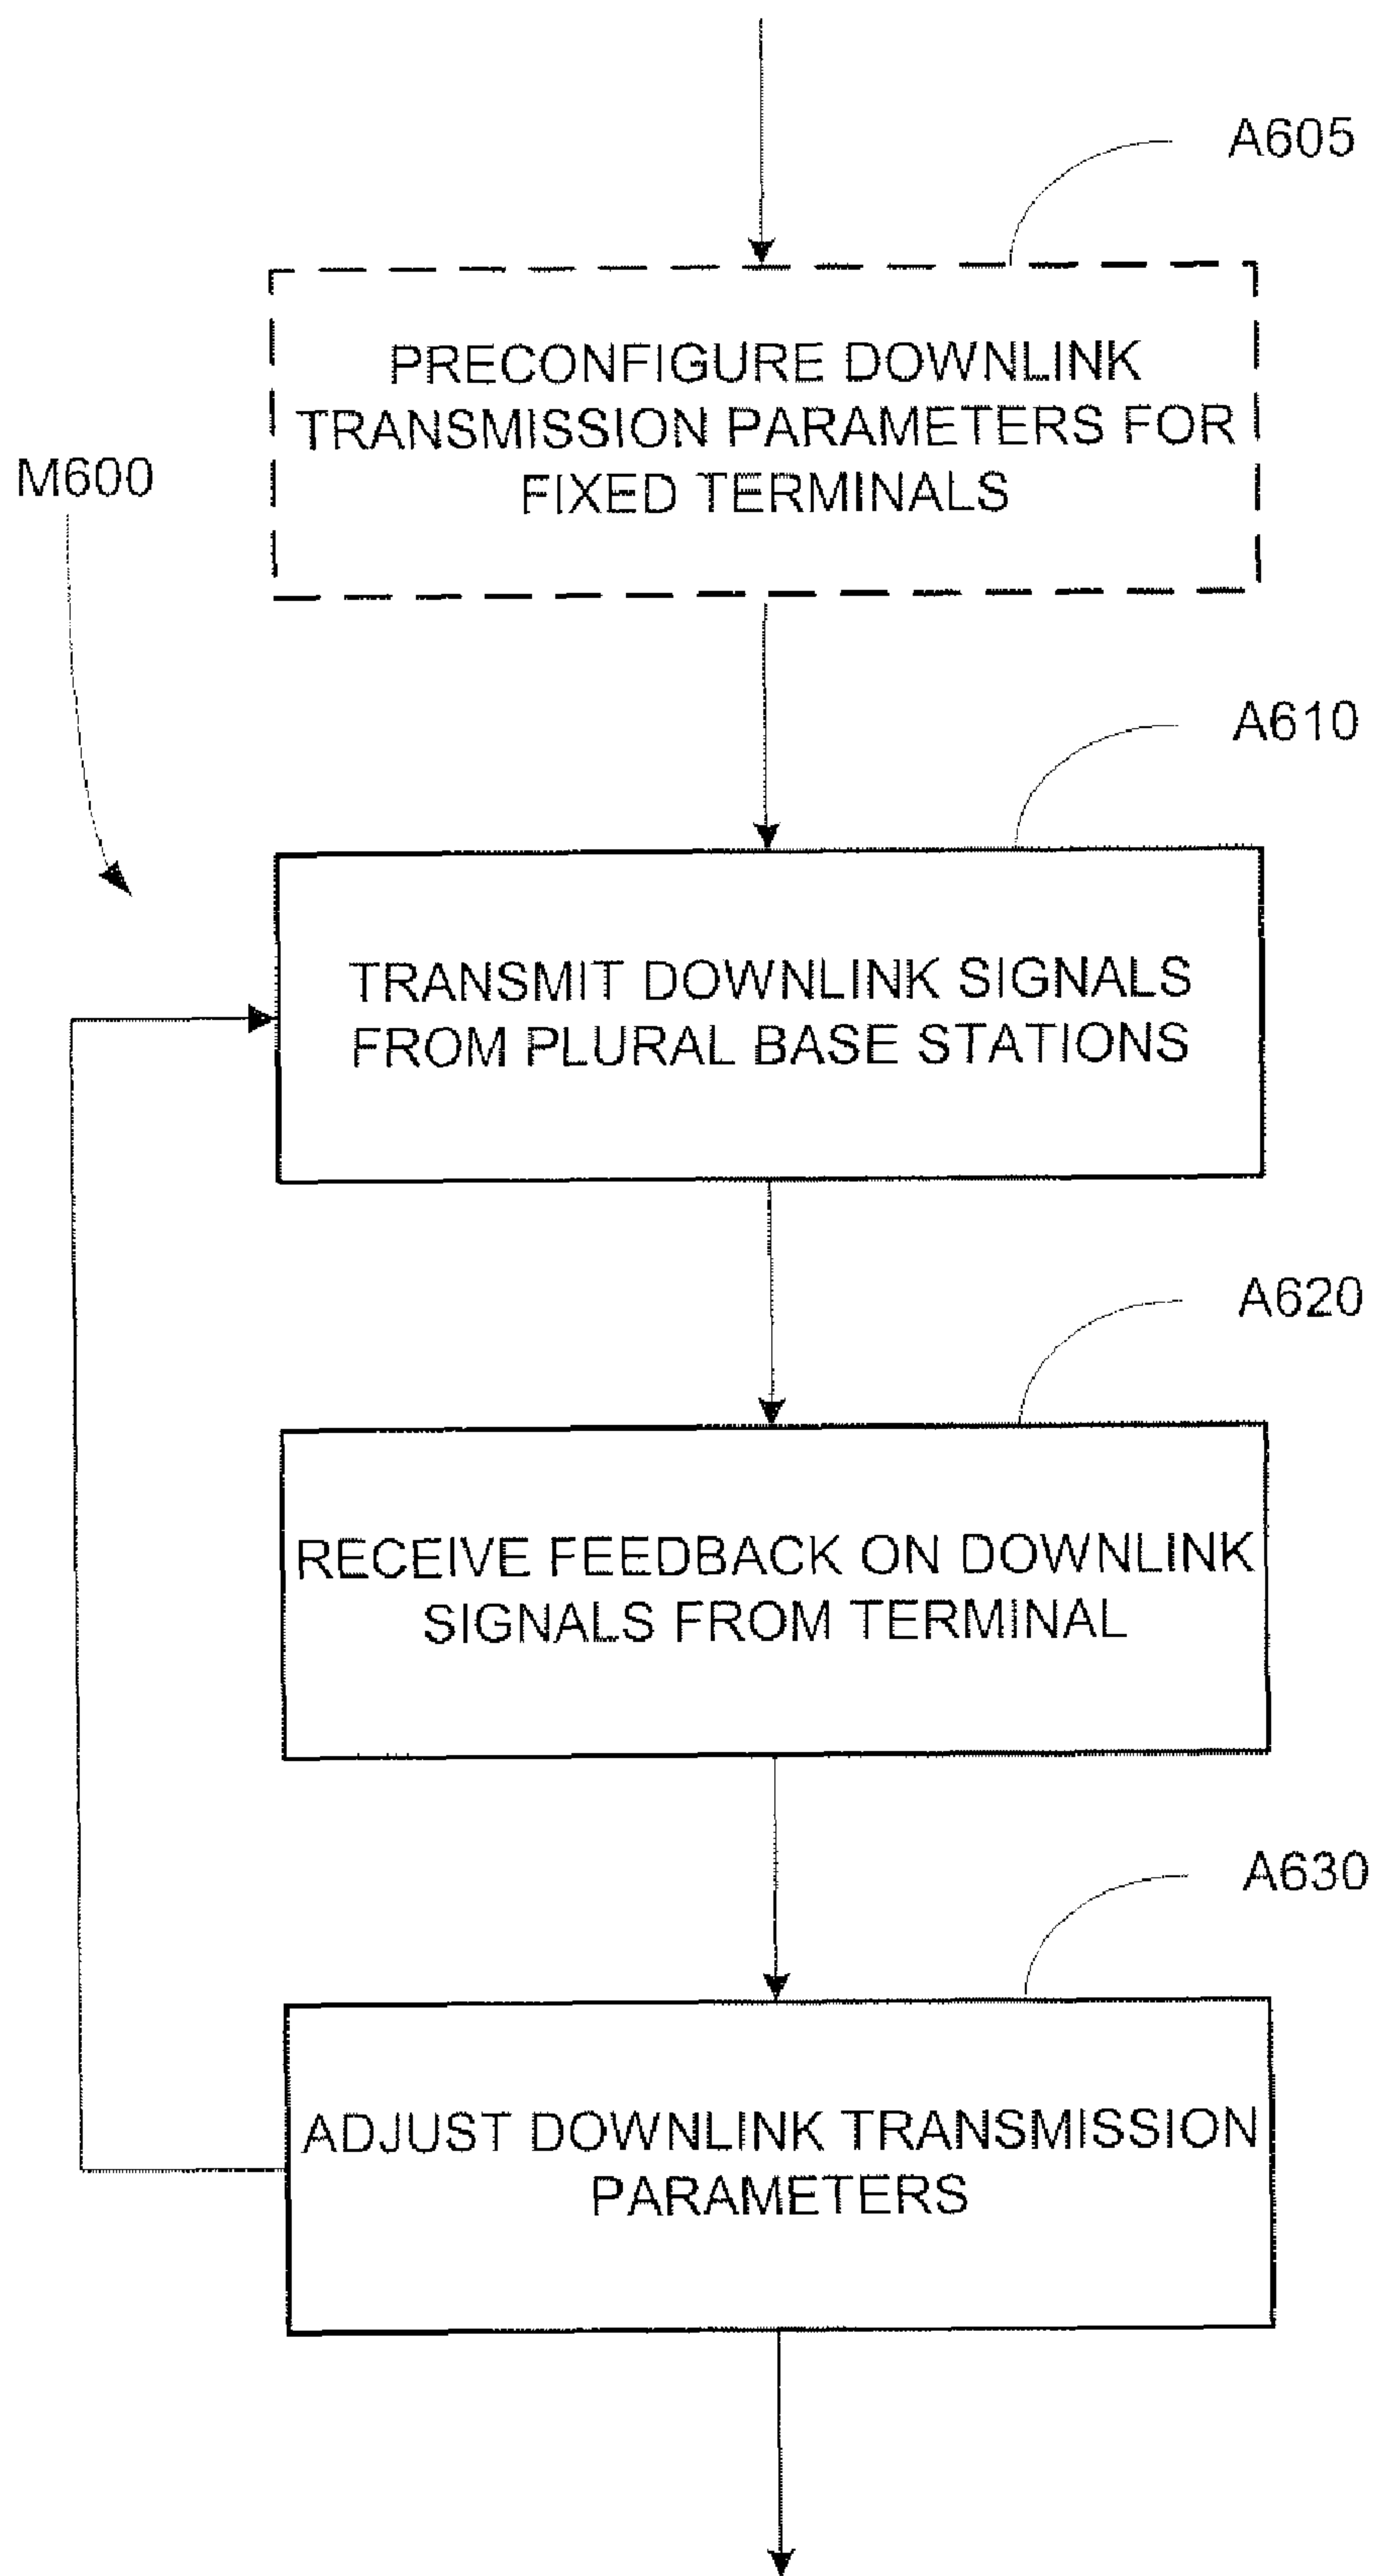 A605
PRECONFIGURE DOWNLINK
TRANSMISSION PARAMETERS FOR
FIXED TERMINALS
M600
A610
TRANSMIT DOWNLINK SIGNALS
FROM PLURAL BASE STATIONS
A620
RECEIVE FEEDBACK ON DOWNLINK
SIGNALS FROM TERMINAL
A630
ADJUST DOWNLINK TRANSMISSION
PARAMETERS